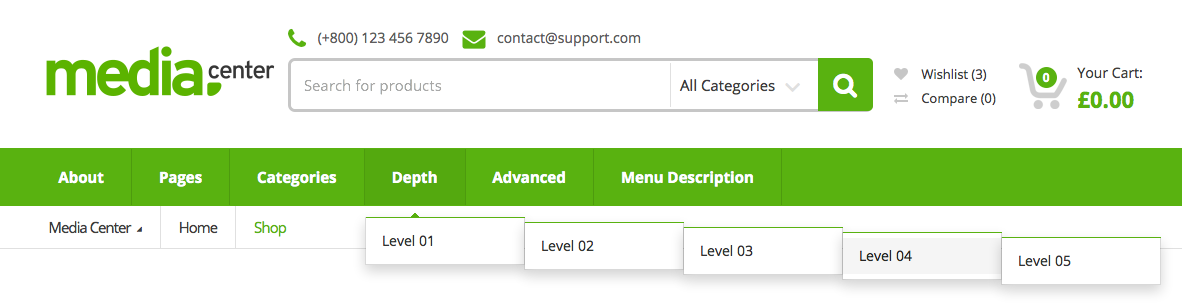 (+800) 123 456 7890 contact@support.com
media center
Search for products All Categories
Wishlist (3)
Compare (0)
0
Your Cart:
£0.00
About Pages Categories Depth Advanced Menu Description
Media Center Home Shop
Level 01 Level 02 Level 03 Level 04 Level 05